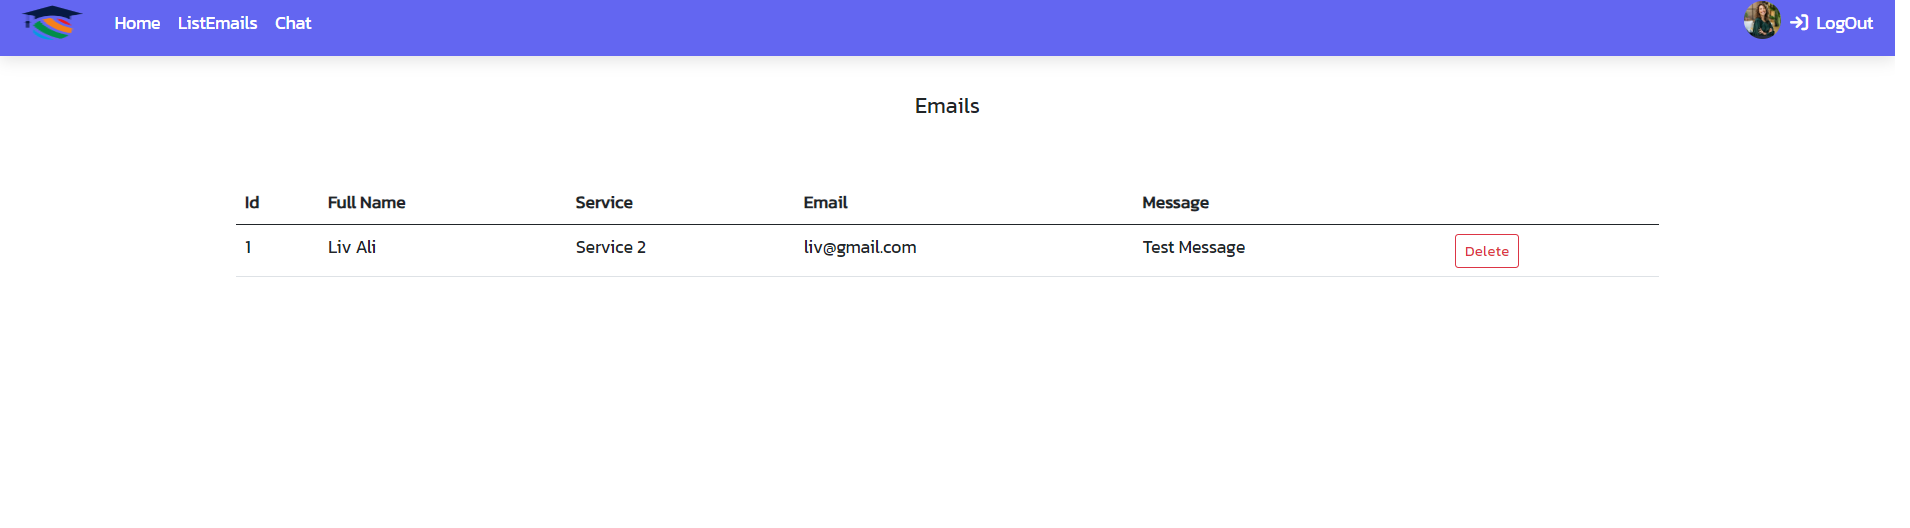 Home ListEmails Chat LogOut
Emails
Id Full Name Service Email Message
1 Liv Ali Service 2 liv@gmail.com Test Message Delete